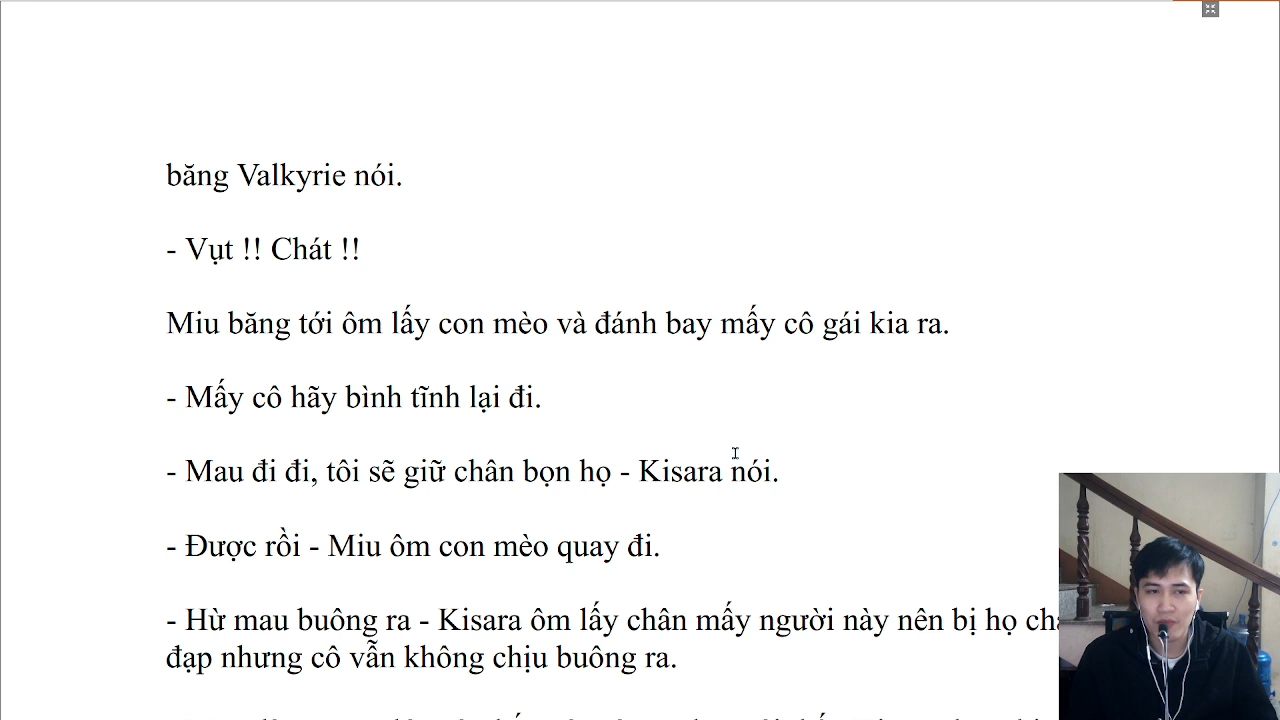 băng Valkyrie nói.
- Vụt !! Chát !!
Miu băng tới ôm lấy con mèo và đánh bay mấy cô gái kia ra.
- Mấy cô hãy bình tĩnh lại đi.
- Mau đi đi, tôi sẽ giữ chân bọn họ - Kisara nói.
- Được rồi - Miu ôm con mèo quay đi.
- Hừ mau buông ra - Kisara ôm lấy chân mấy người này nên bị họ
đạp nhưng cô vẫn không chịu buông ra.